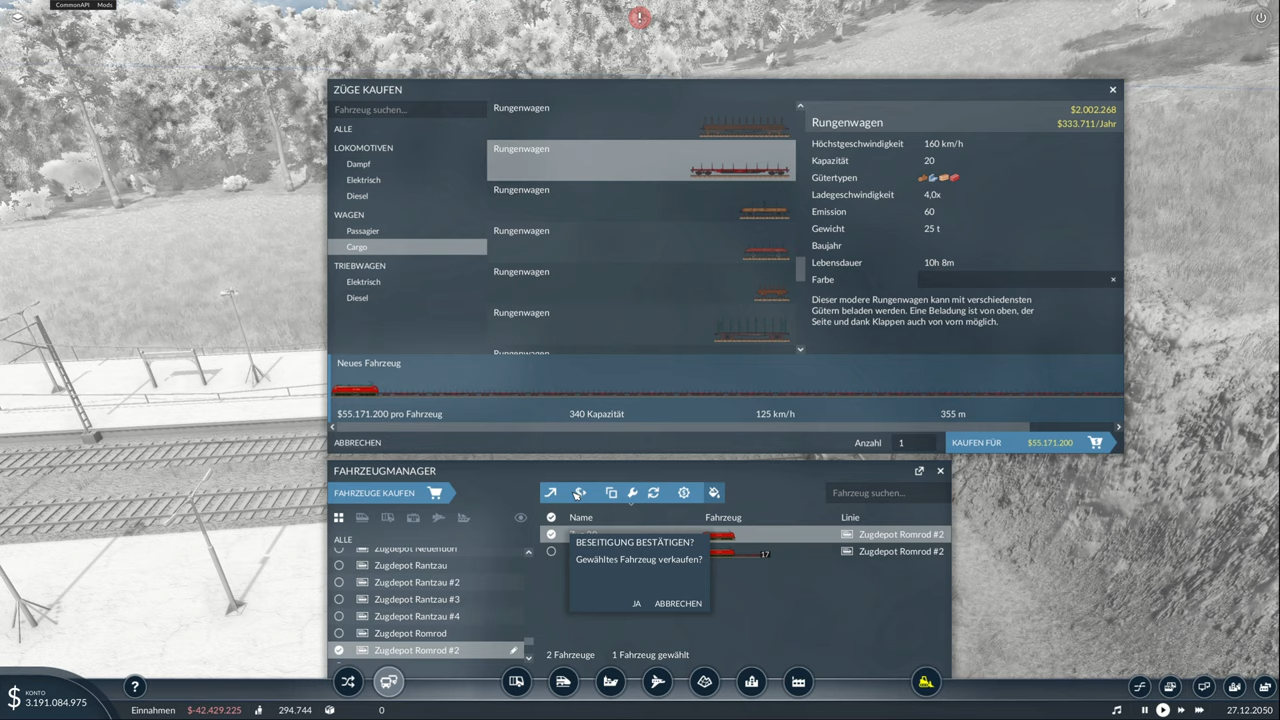 CommonAPI Mods
ZÜGE KAUFEN
Fahrzeug suchen...
ALLE
LOKOMOTIVEN
Dampf
Elektrisch
Diesel
WAGEN
Passagier
Cargo
TRIEBWAGEN
Elektrisch
Diesel
Rungenwagen
Rungenwagen
Rungenwagen
Rungenwagen
Rungenwagen
Rungenwagen
Rungenwagen
$2.002.268
Rungenwagen
$333.711/Jahr
Höchstgeschwindigkeit 160 km/h
Kapazität 20
Gütertypen
Ladegeschwindigkeit 4,0x
Emission 60
Gewicht 25 t
Baujahr
Lebensdauer 10h 8m
Farbe
Dieser modere Rungenwagen kann mit verschiedensten
Gütern beladen werden. Eine Beladung ist von oben, der
Seite und dank Klappen auch von vorn möglich.
Neues Fahrzeug
$55.171.200 pro Fahrzeug 340 Kapazität 125 km/h 355 m
ABBRECHEN Anzahl 1 KAUFEN FÜR $55.171.200
FAHRZEUGMANAGER
FAHRZEUGE KAUFEN
Fahrzeug suchen...
ALLE
Zugdepot Neuendorf
Zugdepot Rantzau
Zugdepot Rantzau #2
Zugdepot Rantzau #3
Zugdepot Rantzau #4
Zugdepot Romrod
Zugdepot Romrod #2
Name Fahrzeug Linie
Zugdepot Romrod #2
17 Zugdepot Romrod #2
BESEITIGUNG BESTÄTIGEN?
Gewähltes Fahrzeug verkaufen?
JA ABBRECHEN
2 Fahrzeuge 1 Fahrzeug gewählt
$ KONTO
3.191.084.975
?
Einnahmen $-42.429.225 294.744 0
27.12.2050